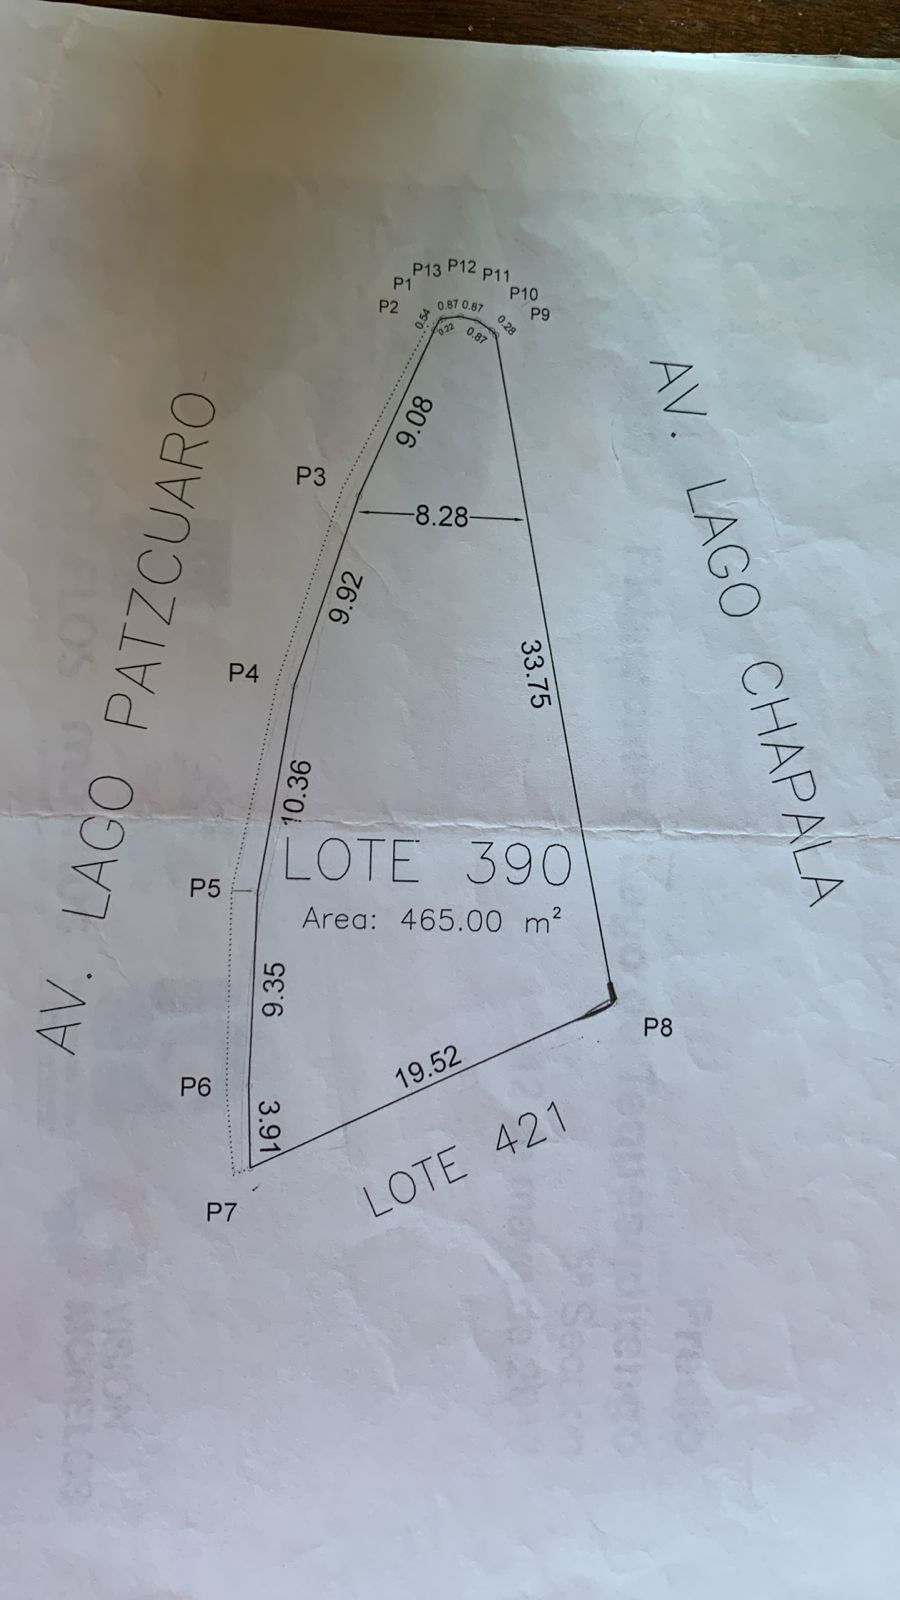 P13 P12 P11
P1
P10
P2
P9
0.54
0.87 0.87
0.22
0.87
0.28
9.08
P3
8.28
9.92
P4
33.75
10.36
AV. LAGO PATZCUARO
AV. LAGO CHAPALA
LOTE 390
P5
Area: 465.00 m²
9.35
P8
19.52
P6
3.91
LOTE 421
P7